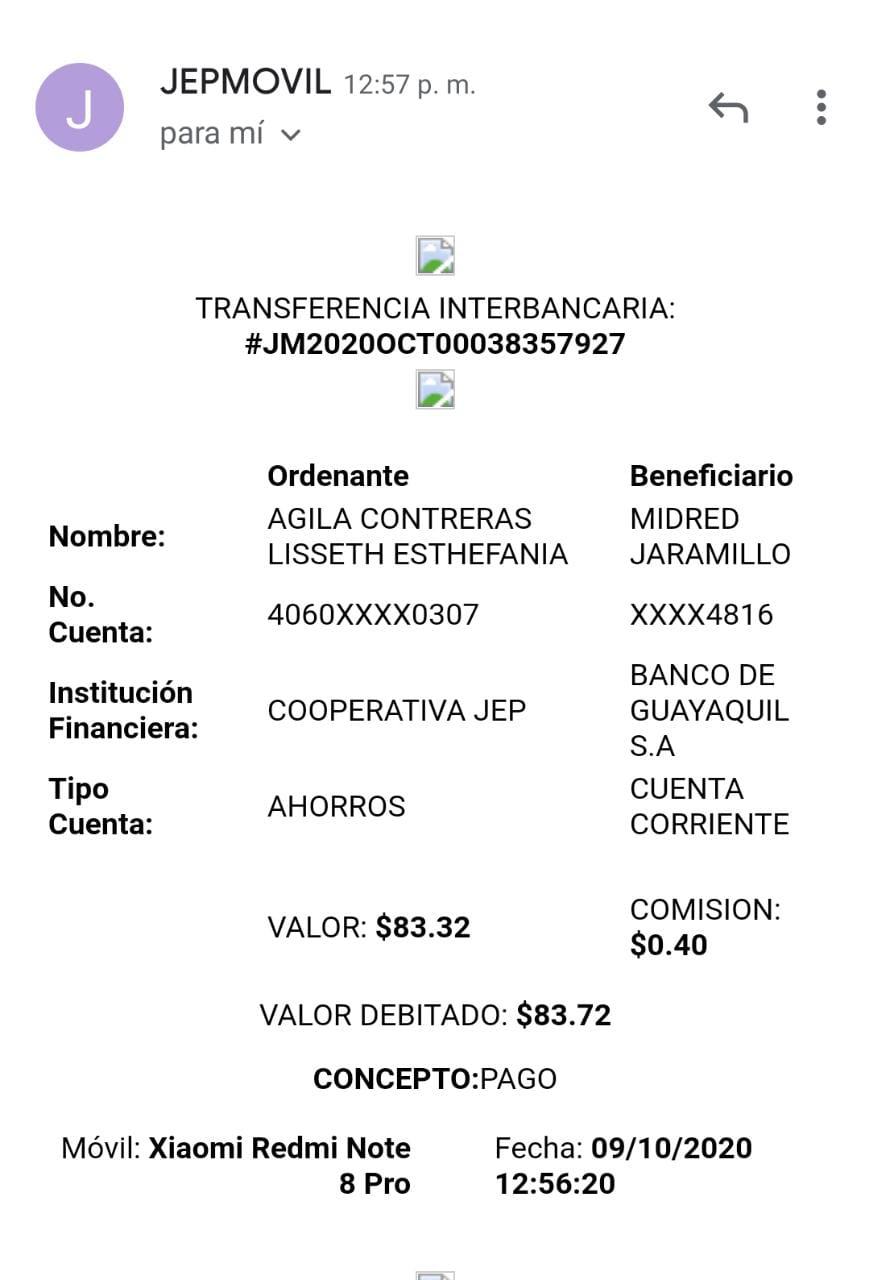 J
JEPMOVIL 12:57 p. m.
para mí
TRANSFERENCIA INTERBANCARIA:
#JM2020OCT00038357927
Ordenante Beneficiario
Nombre: AGILA CONTRERAS LISSETH ESTHEFANIA MIDRED JARAMILLO
No. Cuenta: 4060XXXX0307 XXXX4816
Institución Financiera: COOPERATIVA JEP BANCO DE GUAYAQUIL S.A
Tipo Cuenta: AHORROS CUENTA CORRIENTE
VALOR: $83.32 COMISION: $0.40
VALOR DEBITADO: $83.72
CONCEPTO:PAGO
Móvil: Xiaomi Redmi Note 8 Pro Fecha: 09/10/2020 12:56:20